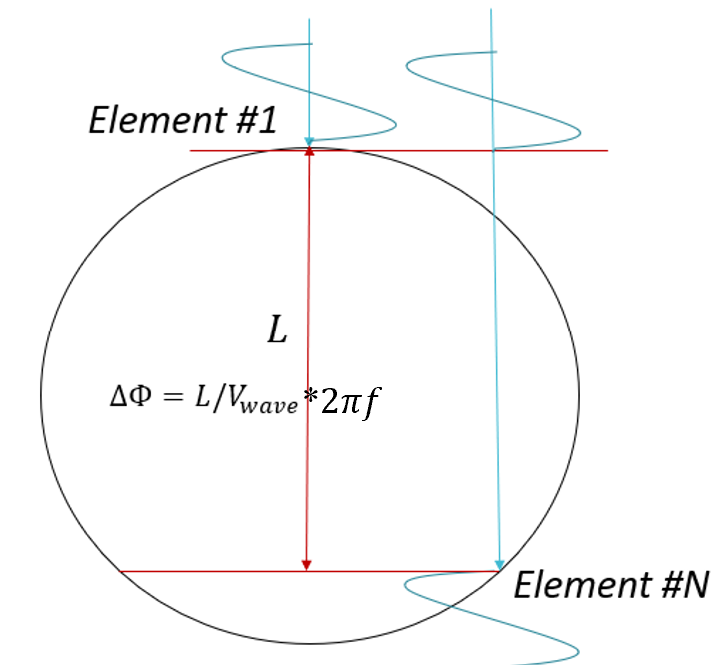 Element #1
L
ΔΦ = L/V_wave * 2πf
Element #N